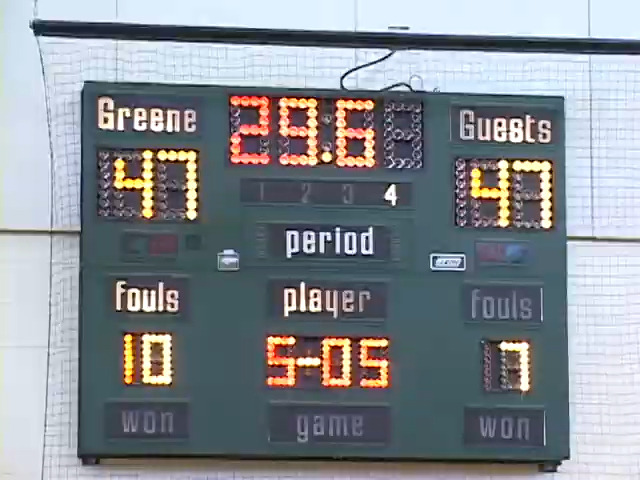 Greene 29.6 Guests
47 47
1 2 3 4
period
fouls player fouls
10 5-05 7
won game won